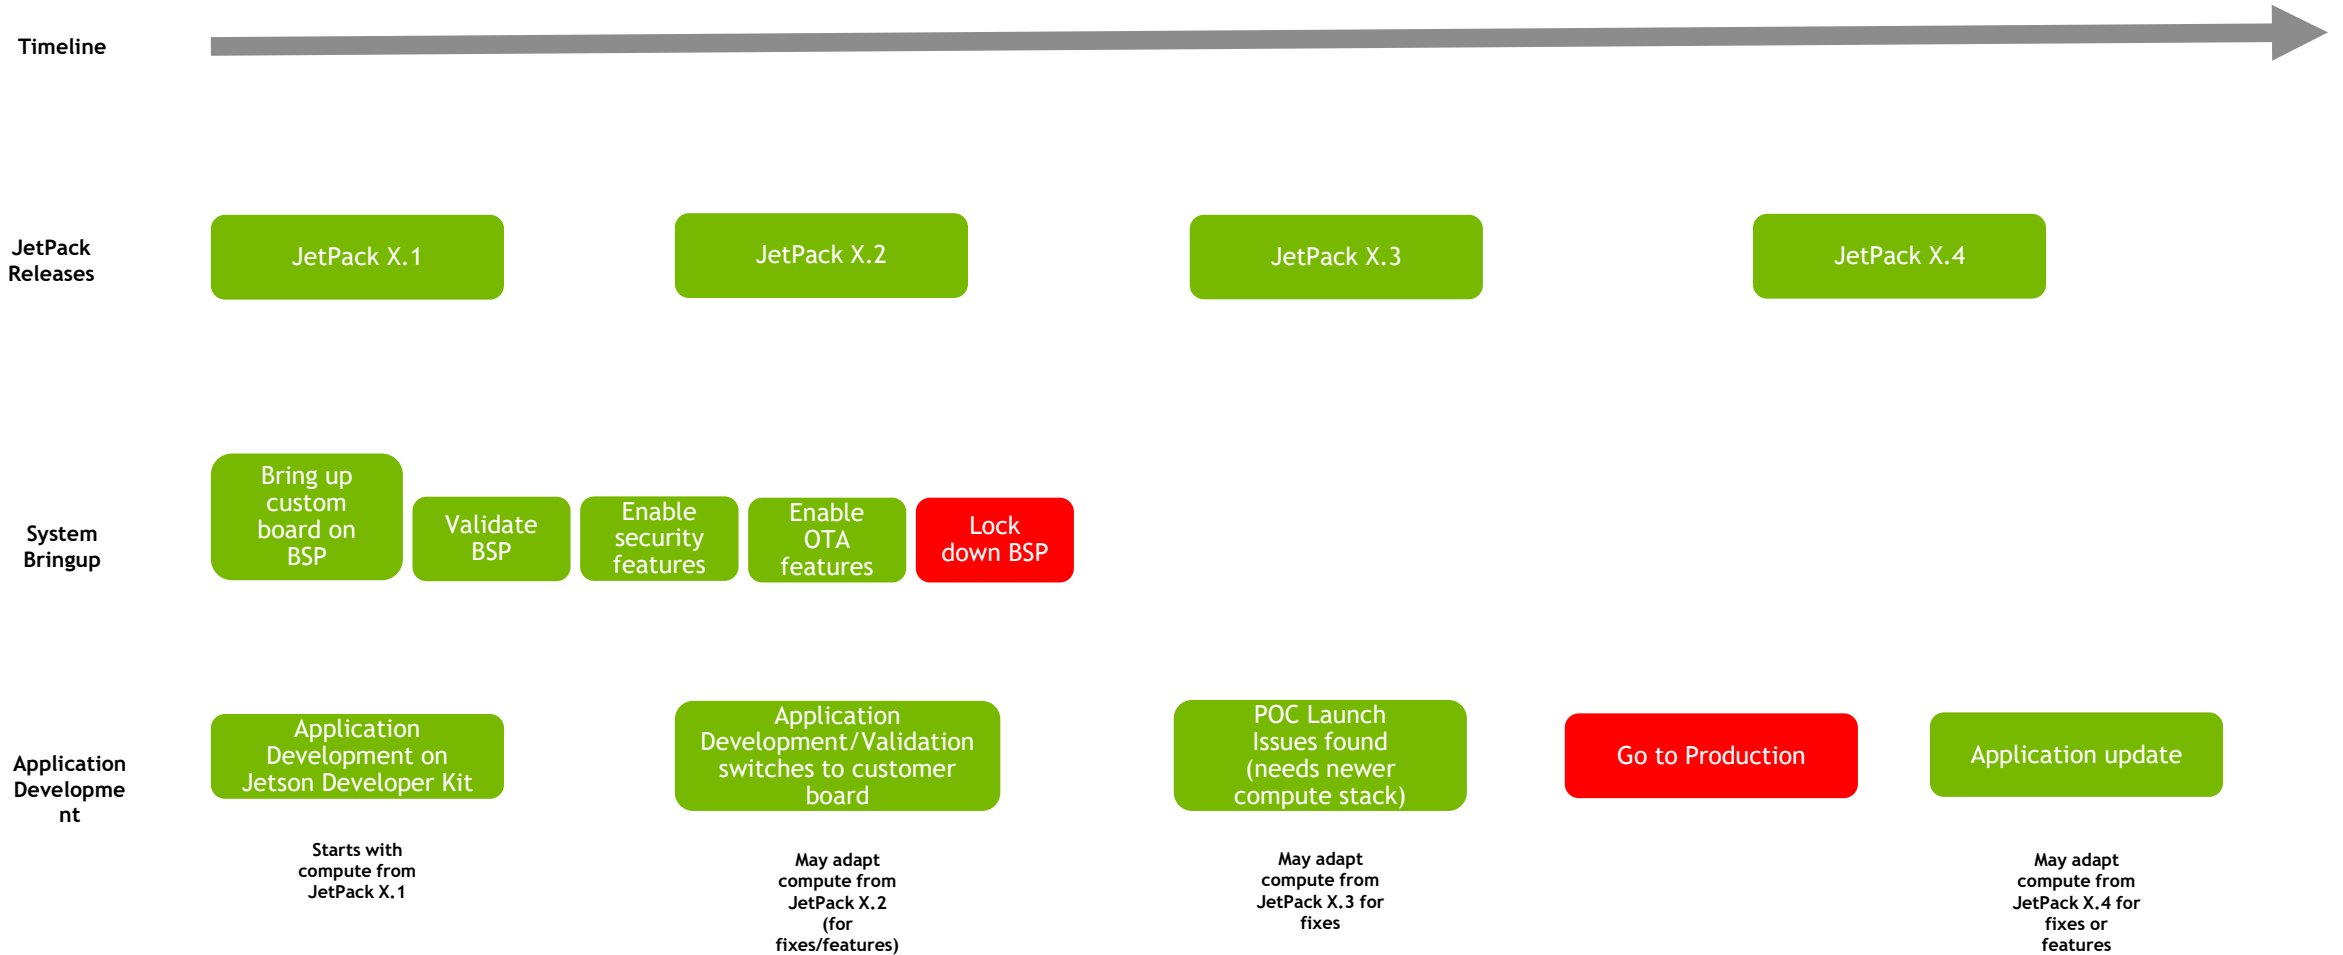 Timeline
JetPack
Releases
JetPack X.1
JetPack X.2
JetPack X.3
JetPack X.4
System
Bringup
Bring up
custom
board on
BSP
Validate
BSP
Enable
security
features
Enable
OTA
features
Lock
down BSP
Application
Developme
nt
Application
Development on
Jetson Developer Kit
Application
Development/Validation
switches to customer
board
POC Launch
Issues found
(needs newer
compute stack)
Go to Production
Application update
Starts with
compute from
JetPack X.1
May adapt
compute from
JetPack X.2
(for
fixes/features)
May adapt
compute from
JetPack X.3 for
fixes
May adapt
compute from
JetPack X.4 for
fixes or
features